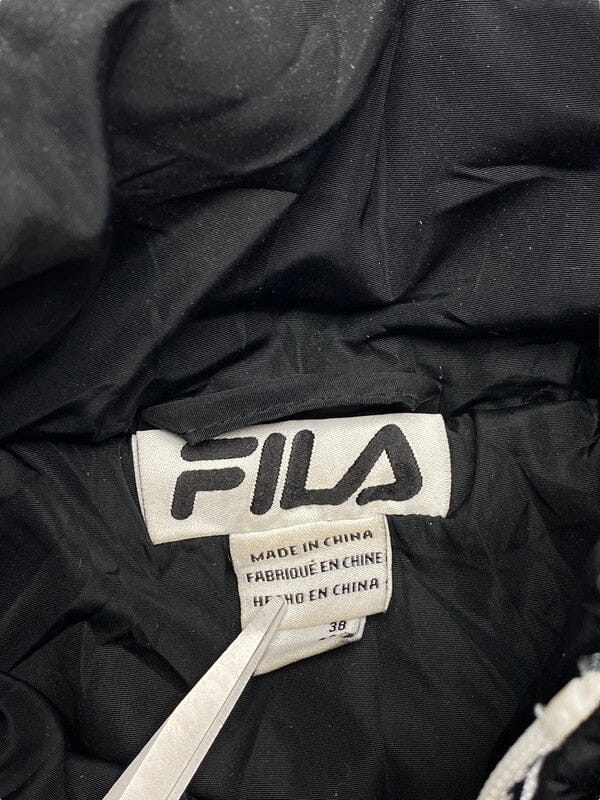 FILA
MADE IN CHINA
FABRIQUÉ EN CHINE
HECHO EN CHINA
38